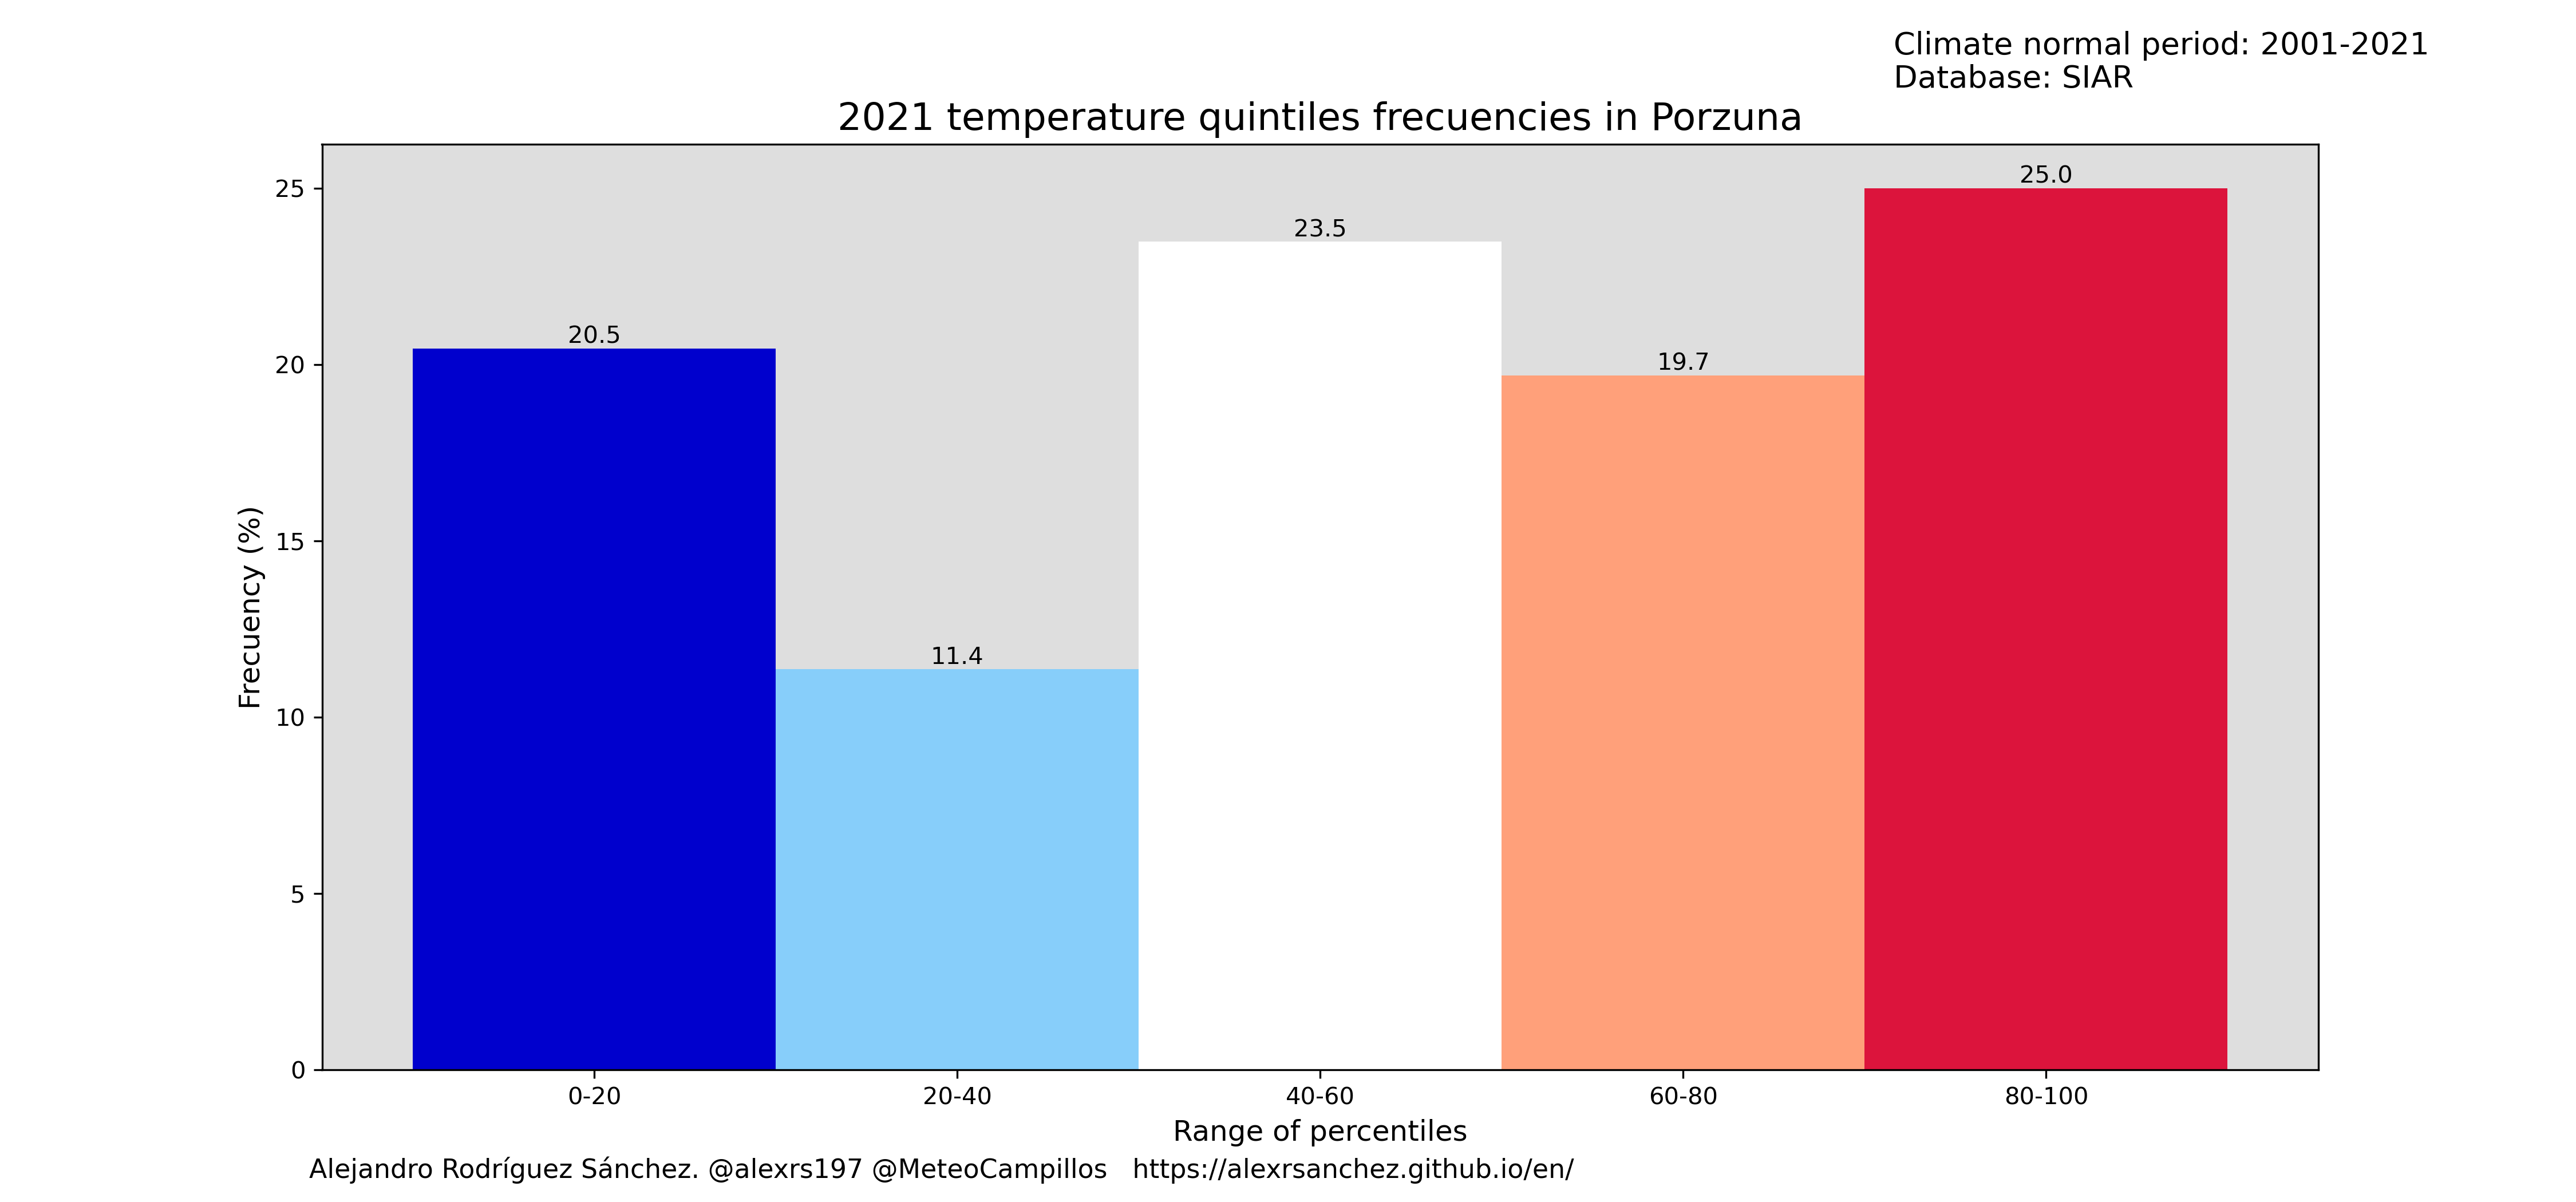 Climate normal period: 2001-2021
Database: SIAR
2021 temperature quintiles frecuencies in Porzuna
25
20
15
10
5
0
Frecuency (%)
20.5
11.4
23.5
19.7
25.0
0-20
20-40
40-60
60-80
80-100
Range of percentiles
Alejandro Rodríguez Sánchez. @alexrs197 @MeteoCampillos https://alexrsanchez.github.io/en/